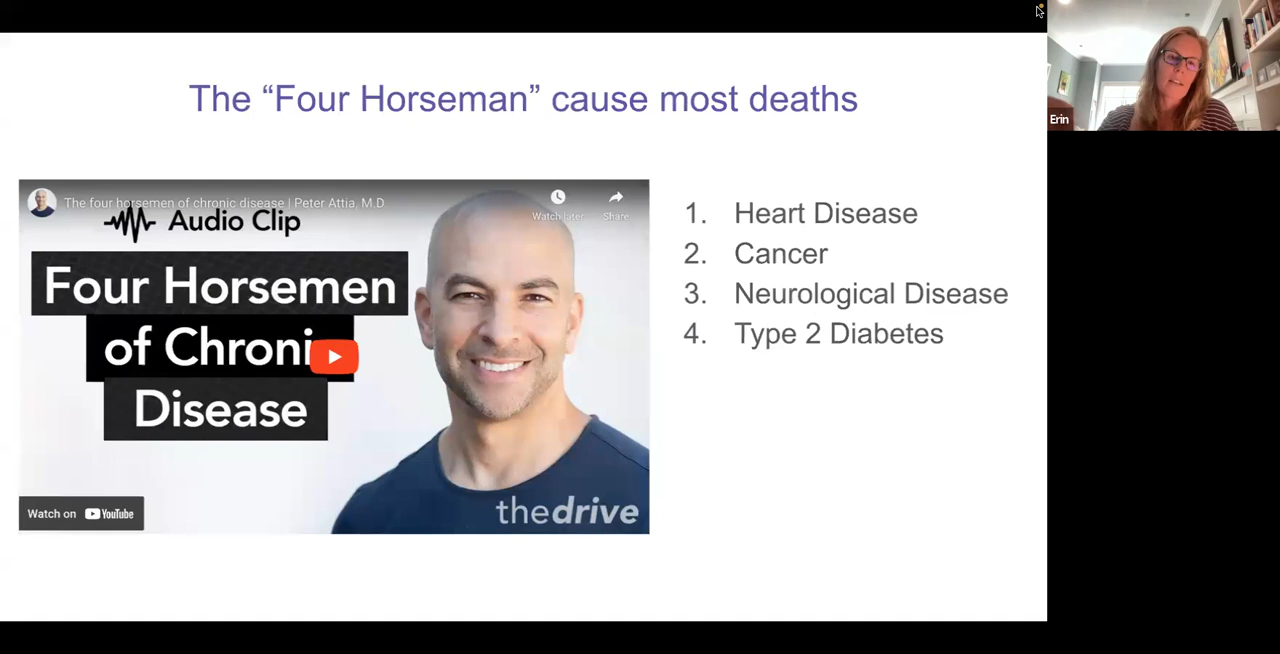 The “Four Horseman” cause most deaths
The four horsemen of chronic disease | Peter Attia, M.D
Watch later
Share
Audio Clip
Four Horsemen
of Chroni
Disease
thedrive
Watch on YouTube
1. Heart Disease
2. Cancer
3. Neurological Disease
4. Type 2 Diabetes
Erin